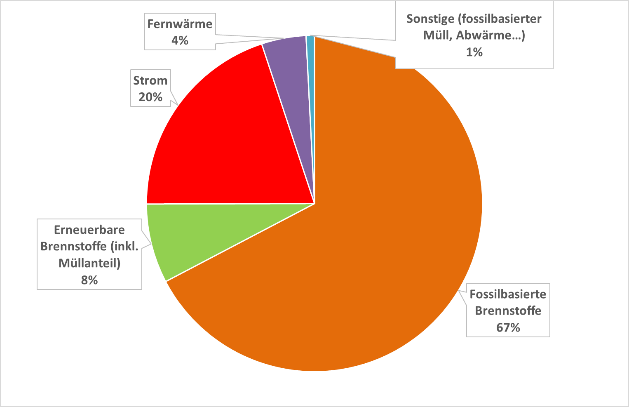 Fernwärme
4%
Sonstige (fossilbasierter
Müll, Abwärme…)
1%
Strom
20%
Erneuerbare
Brennstoffe (inkl.
Müllanteil)
8%
Fossilbasierte
Brennstoffe
67%